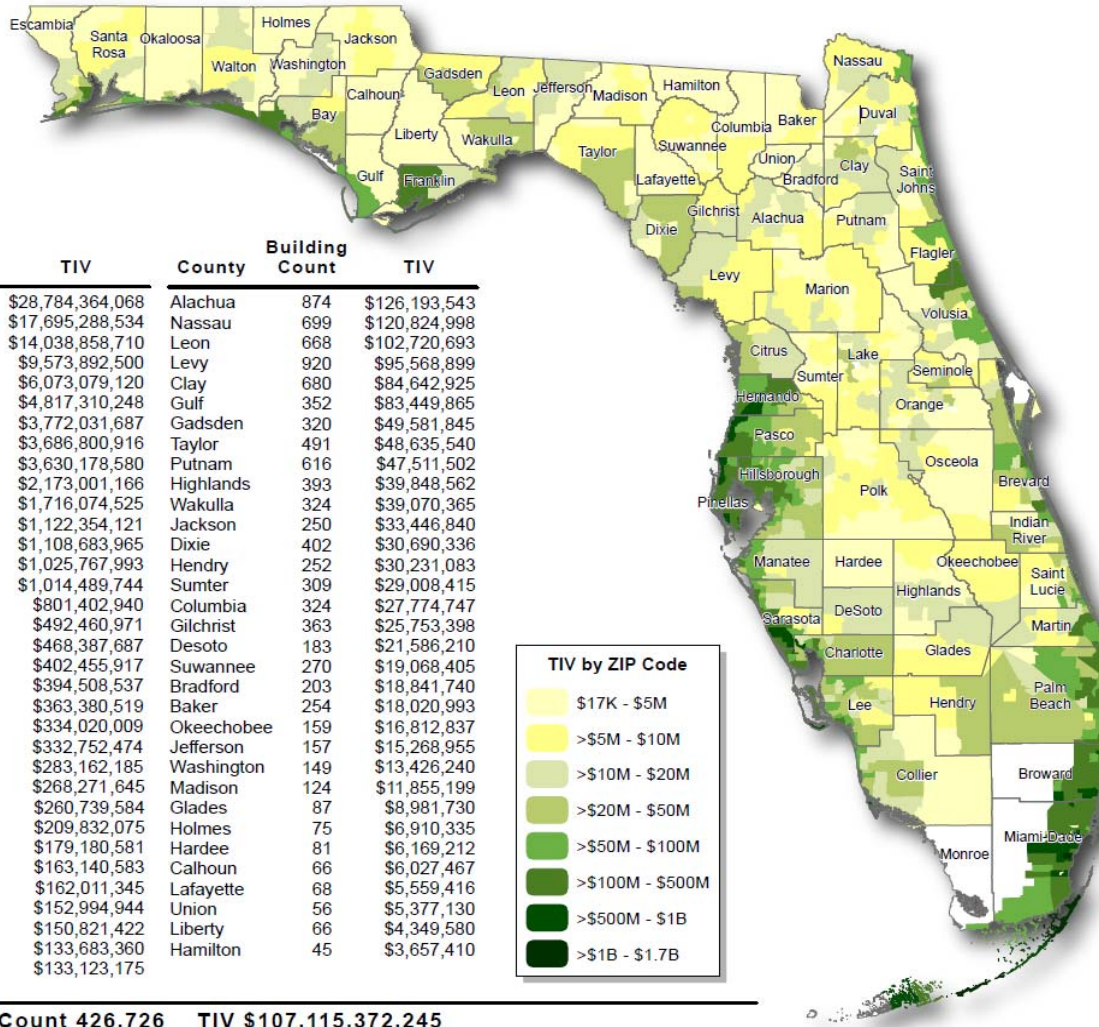 Escambia
Santa Rosa
Okaloosa
Holmes
Jackson
Walton
Washington
Bay
Calhoun
Gadsden
Liberty
Gulf
Franklin
Leon
Wakulla
Jefferson
Madison
Taylor
Hamilton
Suwannee
Lafayette
Columbia
Baker
Nassau
Duval
Union
Bradford
Clay
Saint Johns
Dixie
Gilchrist
Alachua
Putnam
Flagler
Levy
Marion
Volusia
Citrus
Sumter
Lake
Seminole
Hernando
Orange
Pasco
Osceola
Hillsborough
Polk
Brevard
Pinellas
Indian River
Manatee
Hardee
Okeechobee
Saint Lucie
Highlands
DeSoto
Sarasota
Martin
Charlotte
Glades
Lee
Hendry
Palm Beach
Collier
Broward
Miami-Dade
Monroe
TIV County Building Count TIV
$28,784,364,068 Alachua 874 $126,193,543
$17,695,288,534 Nassau 699 $120,824,998
$14,038,858,710 Leon 668 $102,720,693
$9,573,892,500 Levy 920 $95,568,899
$6,073,079,120 Clay 680 $84,642,925
$4,817,310,248 Gulf 352 $83,449,865
$3,772,031,687 Gadsden 320 $49,581,845
$3,686,800,916 Taylor 491 $48,635,540
$3,630,178,580 Putnam 616 $47,511,502
$2,173,001,166 Highlands 393 $39,848,562
$1,716,074,525 Wakulla 324 $39,070,365
$1,122,354,121 Jackson 250 $33,446,840
$1,108,683,965 Dixie 402 $30,690,336
$1,025,767,993 Hendry 252 $30,231,083
$1,014,489,744 Sumter 309 $29,008,415
$801,402,940 Columbia 324 $27,774,747
$492,460,971 Gilchrist 363 $25,753,398
$468,387,687 Desoto 183 $21,586,210
$402,455,917 Suwannee 270 $19,068,405
$394,508,537 Bradford 203 $18,841,740
$363,380,519 Baker 254 $18,020,993
$334,020,009 Okeechobee 159 $16,812,837
$332,752,474 Jefferson 157 $15,268,955
$283,162,185 Washington 149 $13,426,240
$268,271,645 Madison 124 $11,855,199
$260,739,584 Glades 87 $8,981,730
$209,832,075 Holmes 75 $6,910,335
$179,180,581 Hardee 81 $6,169,212
$163,140,583 Calhoun 66 $6,027,467
$162,011,345 Lafayette 68 $5,559,416
$152,994,944 Union 56 $5,377,130
$150,821,422 Liberty 66 $4,349,580
$133,683,360 Hamilton 45 $3,657,410
$133,123,175
TIV by ZIP Code
$17K - $5M
>$5M - $10M
>$10M - $20M
>$20M - $50M
>$50M - $100M
>$100M - $500M
>$500M - $1B
>$1B - $1.7B
Count 426,726 TIV $107,115,372,245